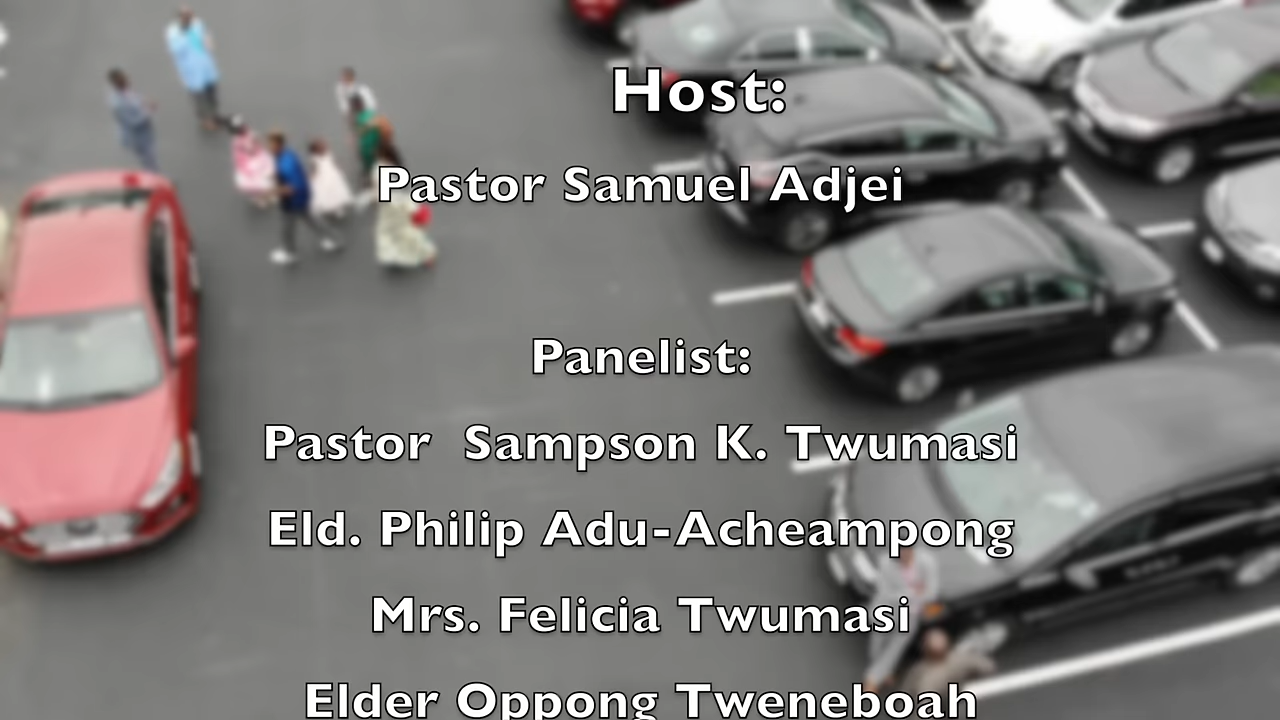 Host:
Pastor Samuel Adjei
Panelist:
Pastor  Sampson K. Twumasi
Eld. Philip Adu-Acheampong
Mrs. Felicia Twumasi
Elder Oppong Tweneboah